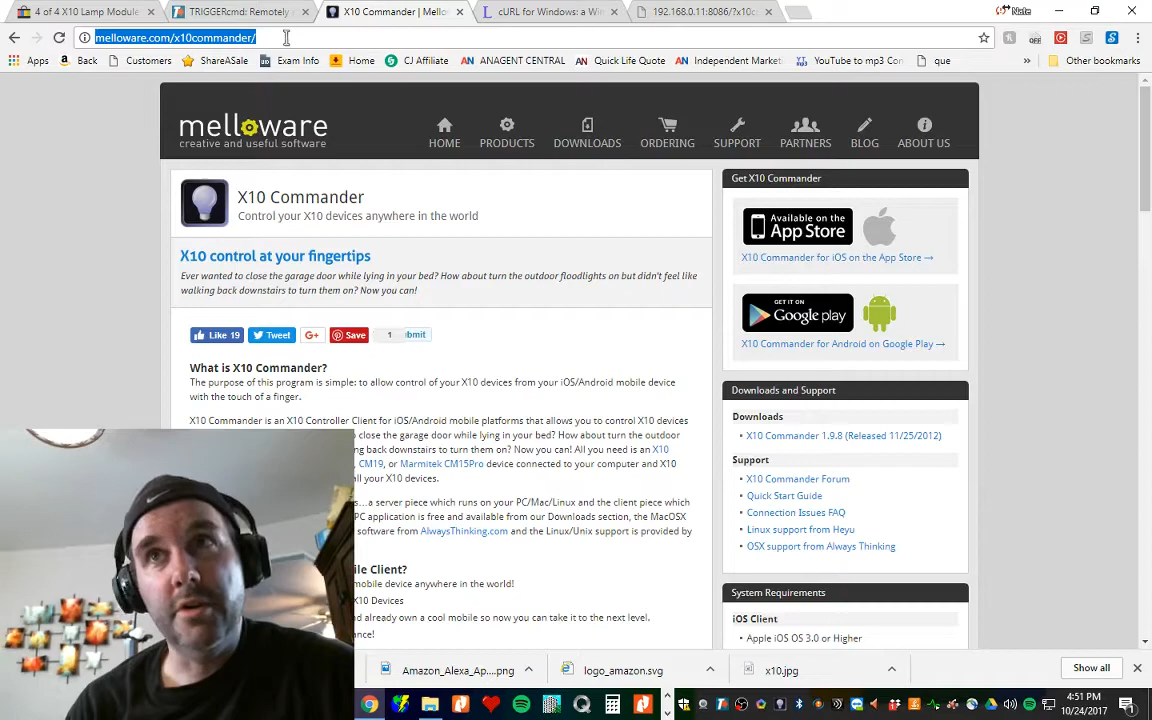 4 of 4 X10 Lamp Module
TRIGGERcmd: Remotely
X10 Commander | Mello
cURL for Windows: a Wi
192.168.0.11:8086/?x10c
melloware.com/x10commander/
Apps
Back
Customers
ShareASale
Exam Info
Home
CJ Affiliate
ANAGENT CENTRAL
Quick Life Quote
Independent Market
YouTube to mp3 Con
que
»
Other bookmarks
melloware
creative and useful software
HOME
PRODUCTS
DOWNLOADS
ORDERING
SUPPORT
PARTNERS
BLOG
ABOUT US
X10 Commander
Control your X10 devices anywhere in the world
X10 control at your fingertips
Ever wanted to close the garage door while lying in your bed? How about turn the outdoor floodlights on but didn't feel like
walking back downstairs to turn them on? Now you can!
Like 19
Tweet
G+
Save
1
bmit
What is X10 Commander?
The purpose of this program is simple: to allow control of your X10 devices from your iOS/Android mobile device
with the touch of a finger.
X10 Commander is an X10 Controller Client for iOS/Android mobile platforms that allows you to control X10 devices
close the garage door while lying in your bed? How about turn the outdoor
ng back downstairs to turn them on? Now you can! All you need is an X10
, CM19, or Marmitek CM15Pro device connected to your computer and X10
all your X10 devices.
s...a server piece which runs on your PC/Mac/Linux and the client piece which
PC application is free and available from our Downloads section, the MacOSX
software from AlwaysThinking.com and the Linux/Unix support is provided by
ile Client?
mobile device anywhere in the world!
X10 Devices
nd already own a cool mobile so now you can take it to the next level.
ance!
Get X10 Commander
Available on the
App Store
X10 Commander for iOS on the App Store →
GET IT ON
Google play
X10 Commander for Android on Google Play →
Downloads and Support
Downloads
• X10 Commander 1.9.8 (Released 11/25/2012)
Support
• X10 Commander Forum
• Quick Start Guide
• Connection Issues FAQ
• Linux support from Heyu
• OSX support from Always Thinking
System Requirements
iOS Client
• Apple iOS OS 3.0 or Higher
Amazon_Alexa_Ap....png
logo_amazon.svg
x10.jpg
Show all
4:51 PM
10/24/2017